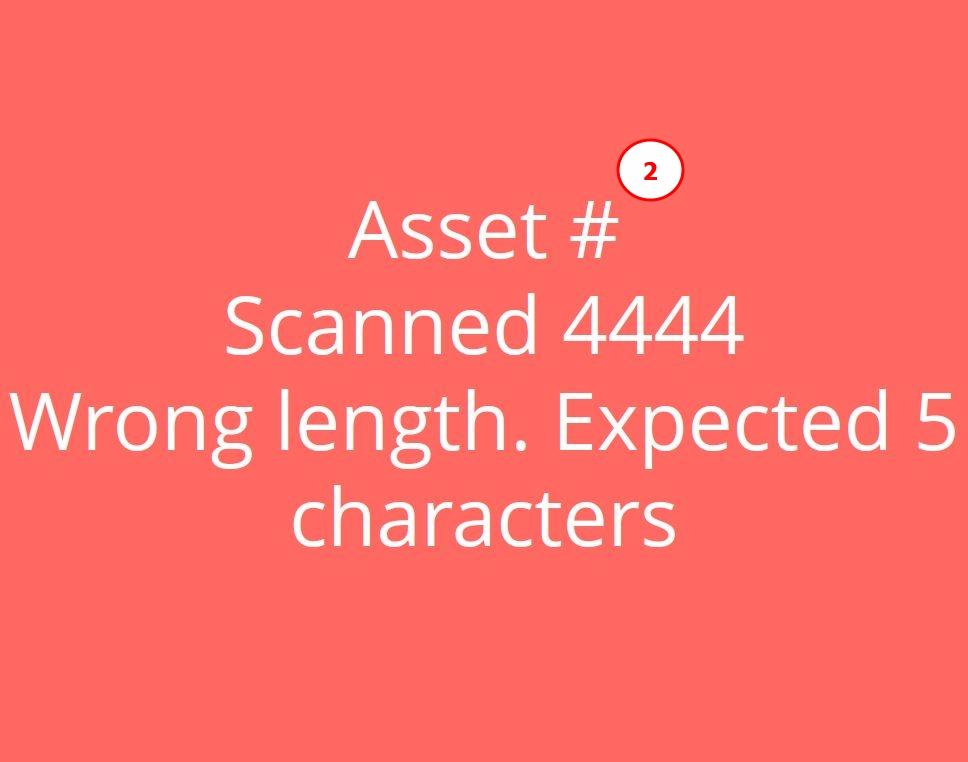 2
Asset #
Scanned 4444
Wrong length. Expected 5
characters